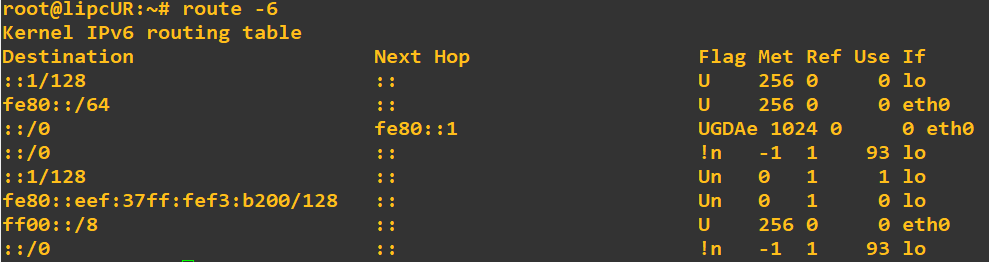 root@lipcUR:~# route -6
Kernel IPv6 routing table
Destination                    Next Hop                   Flag Met Ref Use If
::1/128                        ::                         U    256 0     0 lo
fe80::/64                      ::                         U    256 0     0 eth0
::/0                           fe80::1                    UGDAe 1024 0     0 eth0
::/0                           ::                         !n   -1  1    93 lo
::1/128                        ::                         Un   0   1     1 lo
fe80::eef:37ff:fef3:b200/128   ::                         Un   0   1     0 lo
ff00::/8                       ::                         U    256 0     0 eth0
::/0                           ::                         !n   -1  1    93 lo